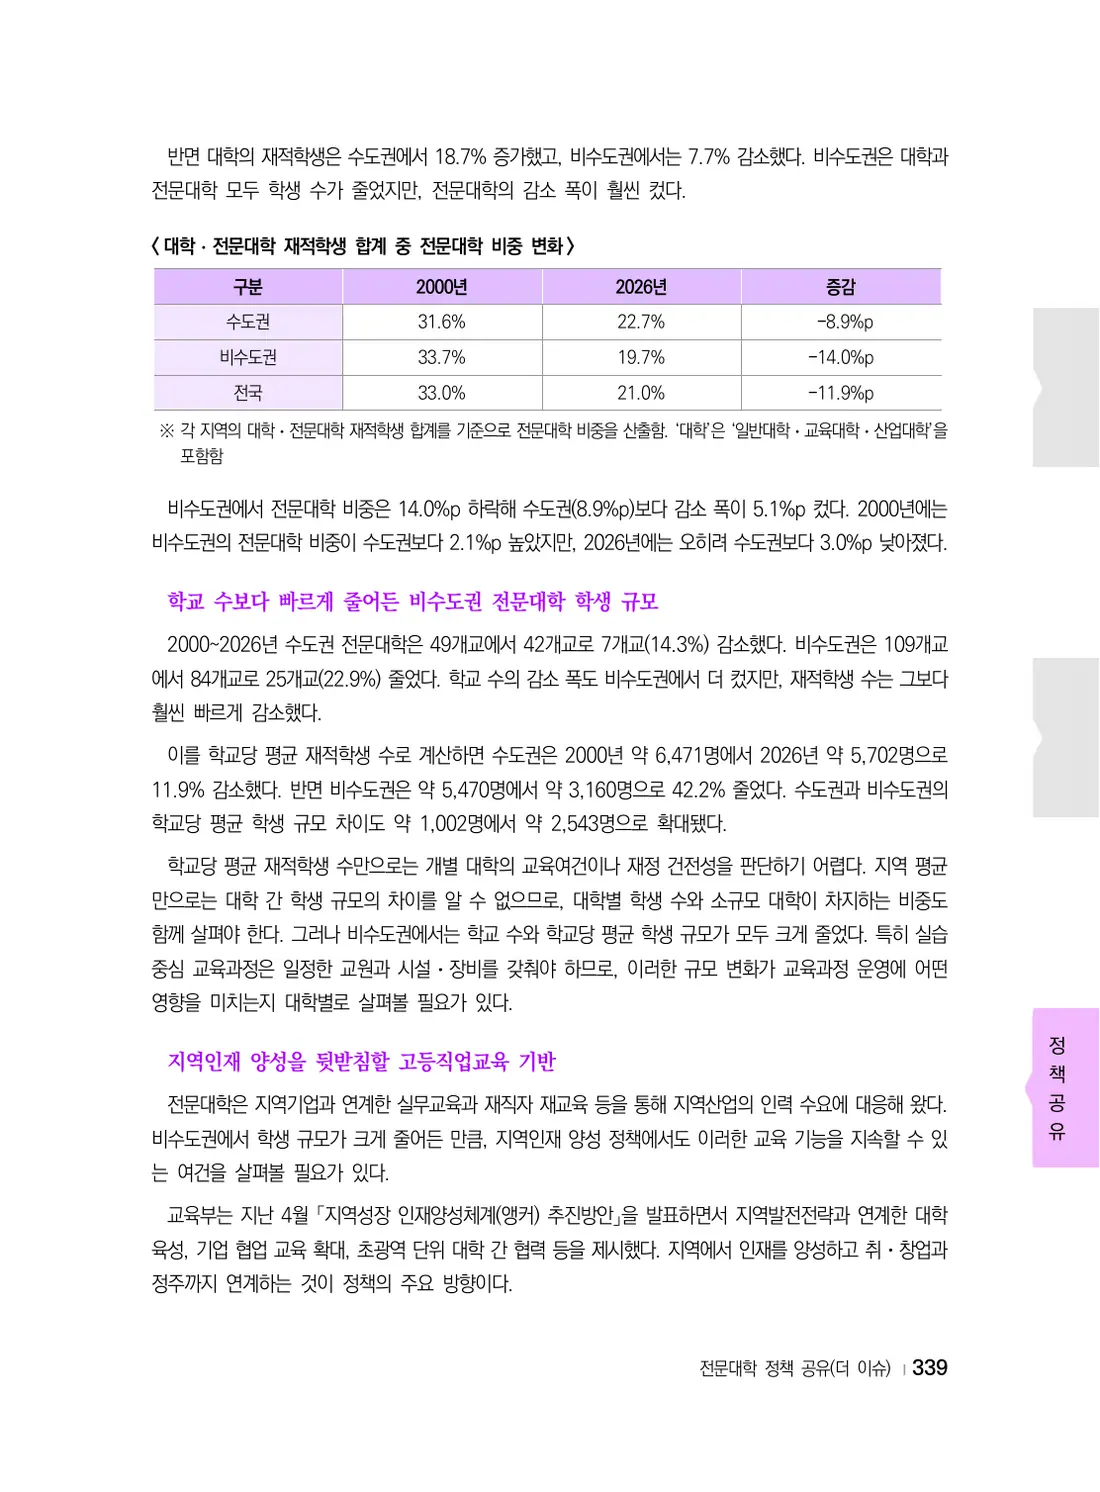 반면 대학의 재적학생은 수도권에서 18.7% 증가했고, 비수도권에서는 7.7% 감소했다. 비수도권은 대학과
전문대학 모두 학생 수가 줄었지만, 전문대학의 감소 폭이 훨씬 컸다.
〈 대학 · 전문대학 재적학생 합계 중 전문대학 비중 변화 〉
구분 2000년 2026년 증감
수도권 31.6% 22.7% -8.9%p
비수도권 33.7% 19.7% -14.0%p
전국 33.0% 21.0% -11.9%p
※ 각 지역의 대학·전문대학 재적학생 합계를 기준으로 전문대학 비중을 산출함. ‘대학’은 ‘일반대학·교육대학·산업대학’을
포함함
비수도권에서 전문대학 비중은 14.0%p 하락해 수도권(8.9%p)보다 감소 폭이 5.1%p 컸다. 2000년에는
비수도권의 전문대학 비중이 수도권보다 2.1%p 높았지만, 2026년에는 오히려 수도권보다 3.0%p 낮아졌다.
학교 수보다 빠르게 줄어든 비수도권 전문대학 학생 규모
2000~2026년 수도권 전문대학은 49개교에서 42개교로 7개교(14.3%) 감소했다. 비수도권은 109개교
에서 84개교로 25개교(22.9%) 줄었다. 학교 수의 감소 폭도 비수도권에서 더 컸지만, 재적학생 수는 그보다
훨씬 빠르게 감소했다.
이를 학교당 평균 재적학생 수로 계산하면 수도권은 2000년 약 6,471명에서 2026년 약 5,702명으로
11.9% 감소했다. 반면 비수도권은 약 5,470명에서 약 3,160명으로 42.2% 줄었다. 수도권과 비수도권의
학교당 평균 학생 규모 차이도 약 1,002명에서 약 2,543명으로 확대됐다.
학교당 평균 재적학생 수만으로는 개별 대학의 교육여건이나 재정 건전성을 판단하기 어렵다. 지역 평균
만으로는 대학 간 학생 규모의 차이를 알 수 없으므로, 대학별 학생 수와 소규모 대학이 차지하는 비중도
함께 살펴야 한다. 그러나 비수도권에서는 학교 수와 학교당 평균 학생 규모가 모두 크게 줄었다. 특히 실습
중심 교육과정은 일정한 교원과 시설·장비를 갖춰야 하므로, 이러한 규모 변화가 교육과정 운영에 어떤
영향을 미치는지 대학별로 살펴볼 필요가 있다.
지역인재 양성을 뒷받침할 고등직업교육 기반
전문대학은 지역기업과 연계한 실무교육과 재직자 재교육 등을 통해 지역산업의 인력 수요에 대응해 왔다.
비수도권에서 학생 규모가 크게 줄어든 만큼, 지역인재 양성 정책에서도 이러한 교육 기능을 지속할 수 있
는 여건을 살펴볼 필요가 있다.
교육부는 지난 4월 「지역성장 인재양성체계(앵커) 추진방안」을 발표하면서 지역발전전략과 연계한 대학
육성, 기업 협업 교육 확대, 초광역 단위 대학 간 협력 등을 제시했다. 지역에서 인재를 양성하고 취·창업과
정주까지 연계하는 것이 정책의 주요 방향이다.
정
책
공
유
전문대학 정책 공유(더 이슈) | 339